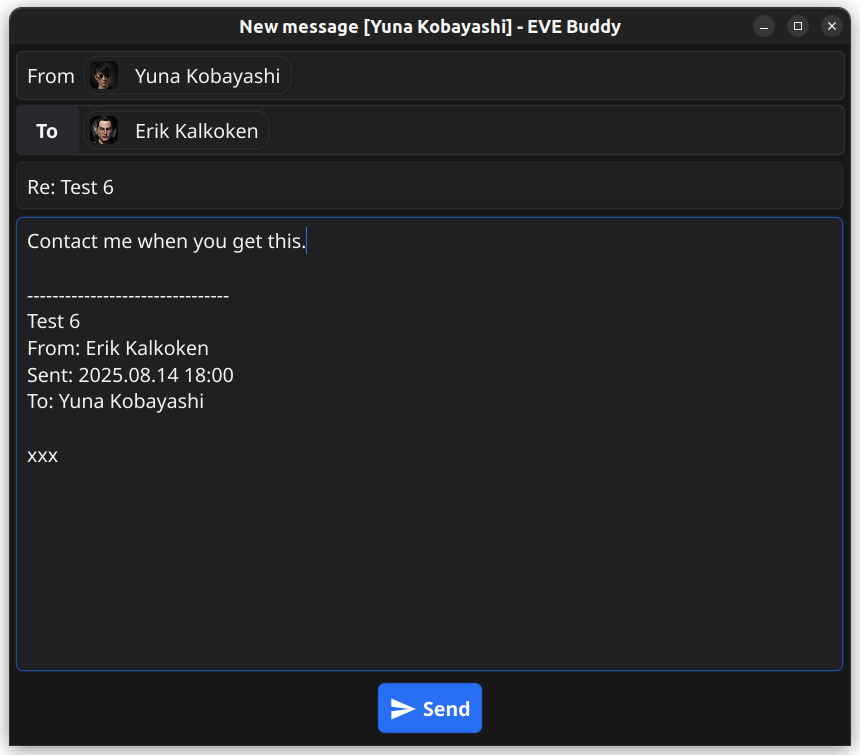 New message [Yuna Kobayashi] - EVE Buddy
From Yuna Kobayashi
To Erik Kalkoken
Re: Test 6
Contact me when you get this.
--------------------------------
Test 6
From: Erik Kalkoken
Sent: 2025.08.14 18:00
To: Yuna Kobayashi
xxx
Send